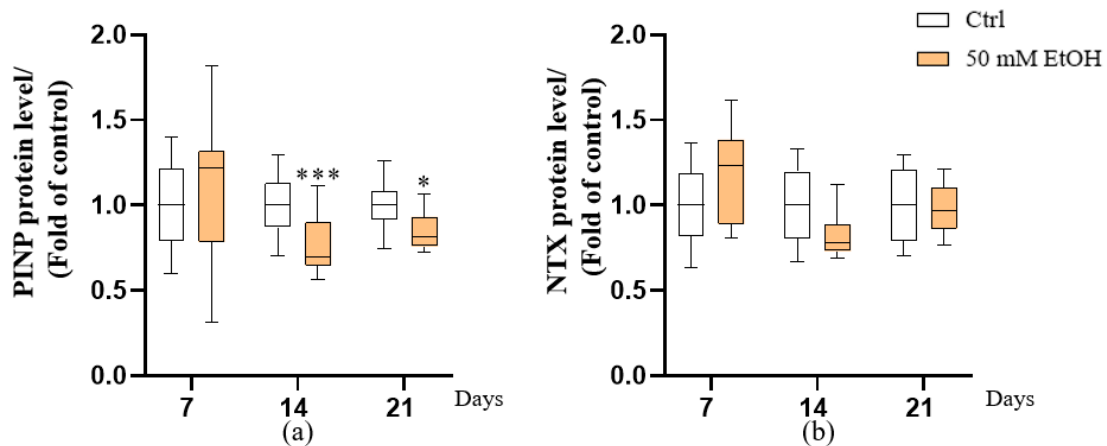 Ctrl
50 mM EtOH
PINP protein level/
(Fold of control)
2.0
1.5
1.0
0.5
0.0
***
*
7 14 21 Days
(a)
NTX protein level/
(Fold of control)
2.0
1.5
1.0
0.5
0.0
7 14 21 Days
(b)